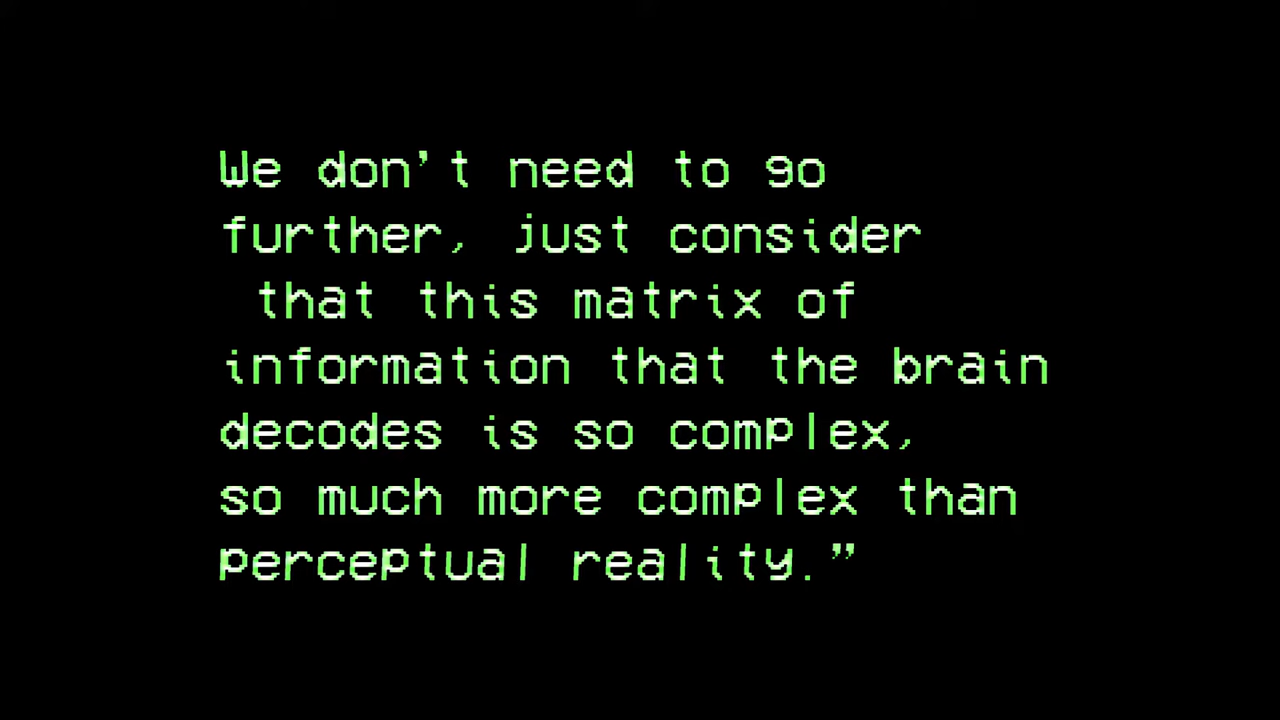 We don’t need to go
further, just consider
that this matrix of
information that the brain
decodes is so complex,
so much more complex than
perceptual reality.”